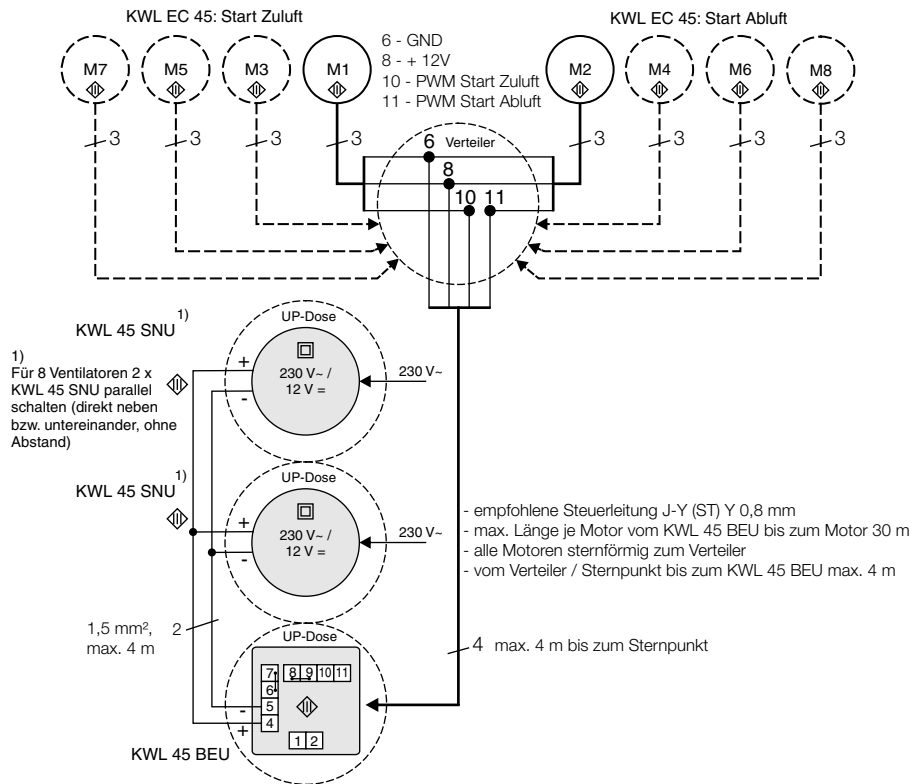 KWL EC 45: Start Zuluft
KWL EC 45: Start Abluft
M7
M5
M3
M1
6 - GND
8 - + 12V
10 - PWM Start Zuluft
11 - PWM Start Abluft
M2
M4
M6
M8
3
3
3
3
3
3
3
3
6
Verteiler
8
10
11
UP-Dose
KWL 45 SNU 1)
1)
Für 8 Ventilatoren 2 x
KWL 45 SNU parallel
schalten (direkt neben
bzw. untereinander, ohne
Abstand)
+
-
230 V~ /
12 V =
230 V~
UP-Dose
KWL 45 SNU 1)
+
-
230 V~ /
12 V =
230 V~
- empfohlene Steuerleitung J-Y (ST) Y 0,8 mm
- max. Länge je Motor vom KWL 45 BEU bis zum Motor 30 m
- alle Motoren sternförmig zum Verteiler
- vom Verteiler / Sternpunkt bis zum KWL 45 BEU max. 4 m
1,5 mm²,
max. 4 m
2
UP-Dose
4 max. 4 m bis zum Sternpunkt
7
8 9 10 11
6
- 5
+ 4
1 2
KWL 45 BEU